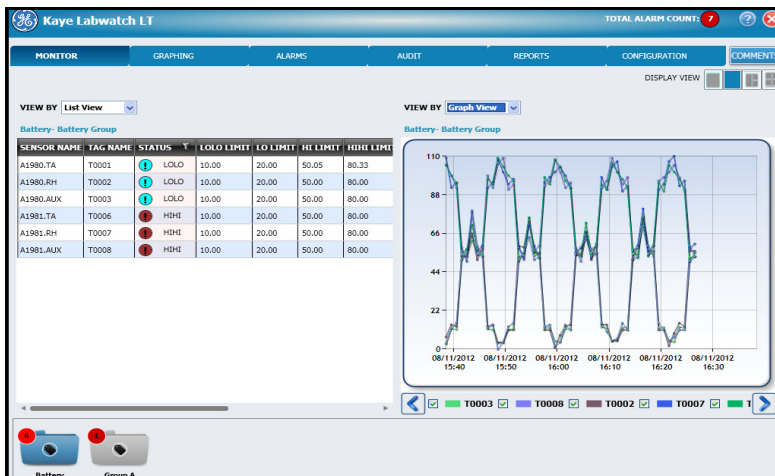 Kaye Labwatch LT
TOTAL ALARM COUNT: 7 ?
MONITOR GRAPHING ALARMS AUDIT REPORTS CONFIGURATION COMMENTS
DISPLAY VIEW
VIEW BY List View
VIEW BY Graph View
Battery- Battery Group
Battery- Battery Group
SENSOR NAME TAG NAME STATUS LOLO LIMIT LO LIMIT HI LIMIT HIHI LIMIT
A1980.TA T0001 ! LOLO 10.00 20.00 50.05 80.33
A1980.RH T0002 ! LOLO 10.00 20.00 50.00 80.00
A1980.AUX T0003 ! LOLO 10.00 20.00 50.00 80.00
A1981.TA T0006 ! HIHI 10.00 20.00 50.00 80.00
A1981.RH T0007 ! HIHI 10.00 20.00 50.00 80.00
A1981.AUX T0008 ! HIHI 10.00 20.00 50.00 80.00
110
88
66
44
22
0
08/11/2012 08/11/2012 08/11/2012 08/11/2012 08/11/2012 08/11/2012
15:40 15:50 16:00 16:10 16:20 16:30
T0003 T0008 T0002 T0007
6 1
Battery Group A